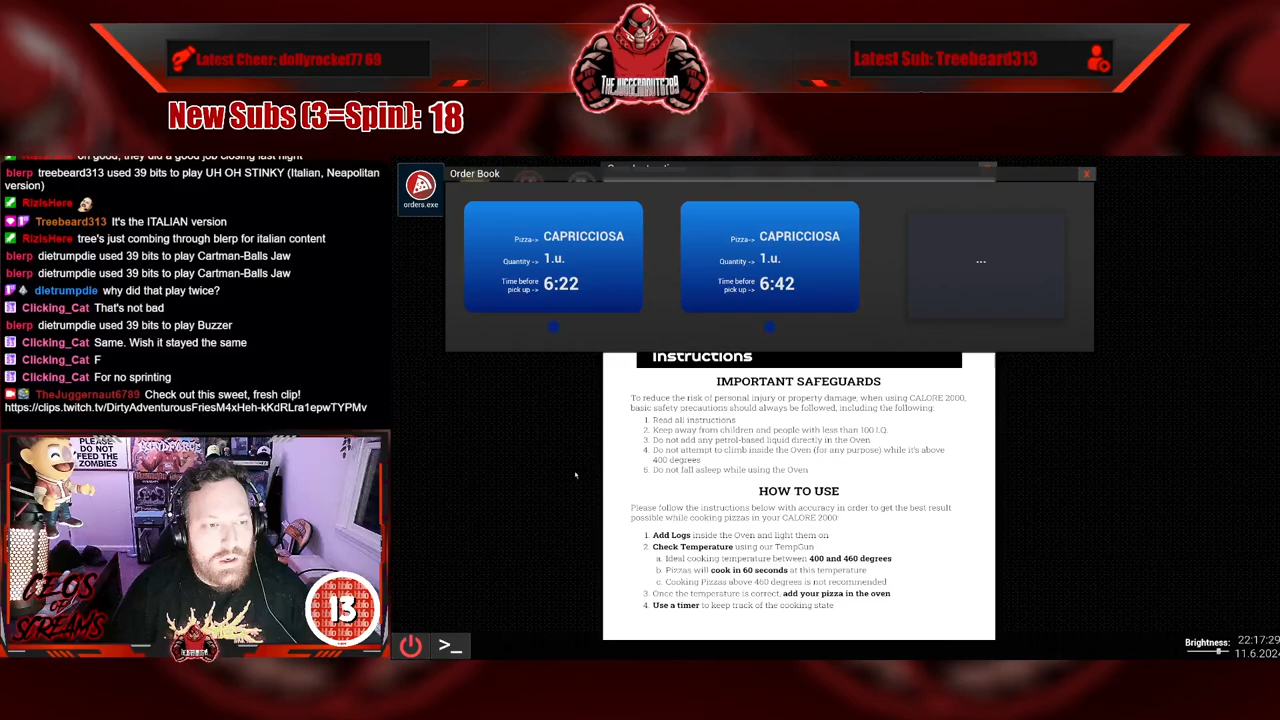 Latest Cheer: dollyrocket77 69
THEJUGGERNAUT6789
Latest Sub: Treebeard313
New Subs (3=Spin): 18
blerp treebeard313 used 39 bits to play UH OH STINKY (Italian, Neapolitan
version)
RizIsHere
Treebeard313 It's the ITALIAN version
RizIsHere tree's just combing through blerp for italian content
blerp dietrumpdie used 39 bits to play Cartman-Balls Jaw
blerp dietrumpdie used 39 bits to play Cartman-Balls Jaw
dietrumpdie why did that play twice?
Clicking_Cat That's not bad
blerp dietrumpdie used 39 bits to play Buzzer
Clicking_Cat Same. Wish it stayed the same
Clicking_Cat F
Clicking_Cat For no sprinting
TheJuggernaut6789 Check out this sweet, fresh clip!
https://clips.twitch.tv/DirtyAdventurousFriesM4xHeh-kKdRLra1epwTYPMv
orders.exe
Order Book
X
Pizza-> CAPRICCIOSA
Quantity -> 1.u.
Time before
pick up -> 6:22
Pizza-> CAPRICCIOSA
Quantity -> 1.u.
Time before
pick up -> 6:42
...
Instructions
IMPORTANT SAFEGUARDS
To reduce the risk of personal injury or property damage, when using CALORE 2000,
basic safety precautions should always be followed, including the following:
1. Read all instructions
2. Keep away from children and people with less than 100 I.Q.
3. Do not add any petrol-based liquid directly in the Oven
4. Do not attempt to climb inside the Oven (for any purpose) while it's above
400 degrees
5. Do not fall asleep while using the Oven
HOW TO USE
Please follow the instructions below with accuracy in order to get the best result
possible while cooking pizzas in your CALORE 2000:
1. Add Logs inside the Oven and light them on
2. Check Temperature using our TempGun
a. Ideal cooking temperature between 400 and 460 degrees
b. Pizzas will cook in 60 seconds at this temperature
c. Cooking Pizzas above 460 degrees is not recommended
3. Once the temperature is correct, add your pizza in the oven
4. Use a timer to keep truck of the cooking state
PLEASE
DO NOT
FEED THE
ZOMBIES
CEOS
OF
SCREAMS
13
>_
Brightness:
22:17:29
11.6.2024